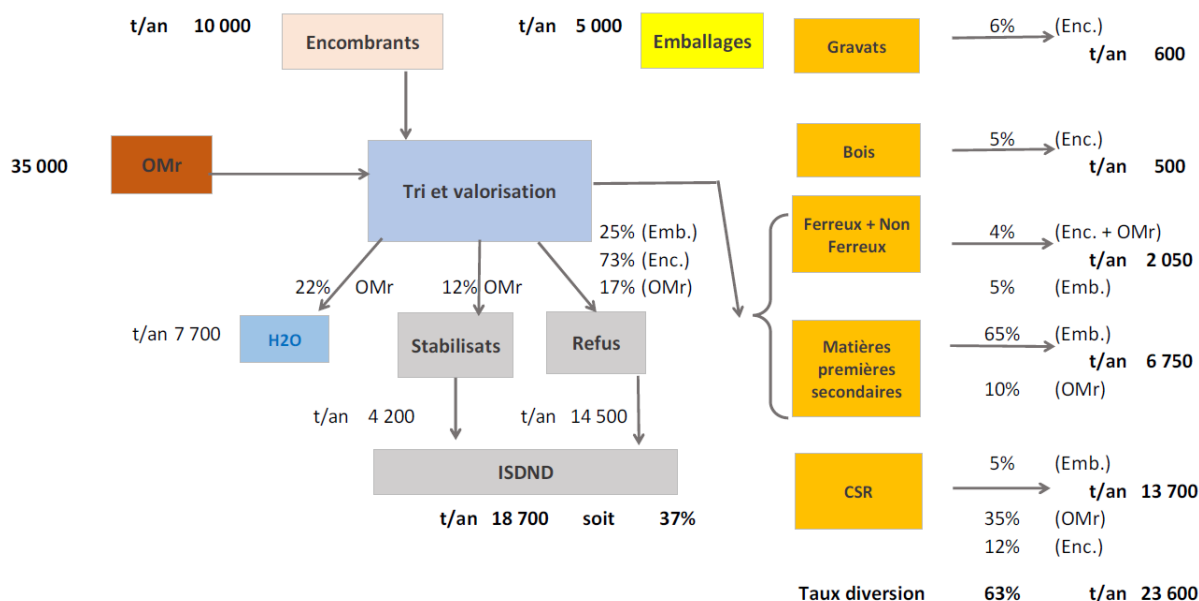 t/an 10 000
Encombrants
t/an 5 000
Emballages
Gravats
6% (Enc.)
t/an 600
35 000
OMr
Tri et valorisation
Bois
5% (Enc.)
t/an 500
25% (Emb.)
73% (Enc.)
17% (OMr)
Ferreux + Non
Ferreux
4% (Enc. + OMr)
t/an 2 050
5% (Emb.)
22% OMr
12% OMr
t/an 7 700
H2O
Stabilisats
Refus
Matières
premières
secondaires
65% (Emb.)
t/an 6 750
10% (OMr)
t/an 4 200
t/an 14 500
ISDND
t/an 18 700 soit 37%
CSR
5% (Emb.)
t/an 13 700
35% (OMr)
12% (Enc.)
Taux diversion 63% t/an 23 600